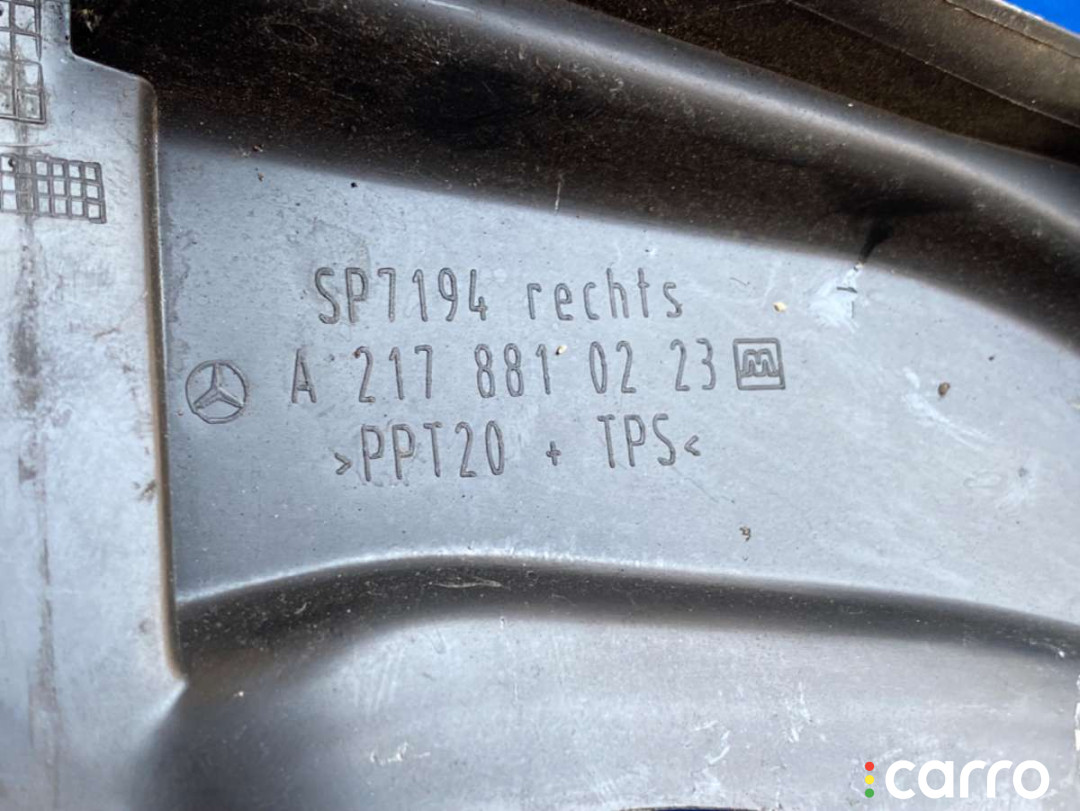 SP7194 rechts
A 217 881 02 23 M
>PPT20 + TPS<
carro